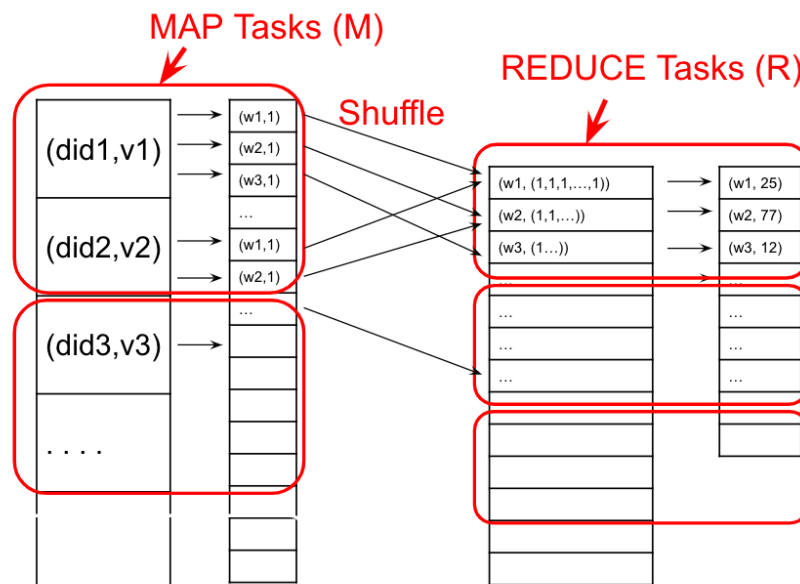 MAP Tasks (M)
REDUCE Tasks (R)
Shuffle
(did1,v1)
(did2,v2)
(did3,v3)
. . . .
(w1,1)
(w2,1)
(w3,1)
...
(w1,1)
(w2,1)
...
(w1, (1,1,1,...,1))
(w2, (1,1,...))
(w3, (1...))
...
...
...
...
(w1, 25)
(w2, 77)
(w3, 12)
...
...
...
...